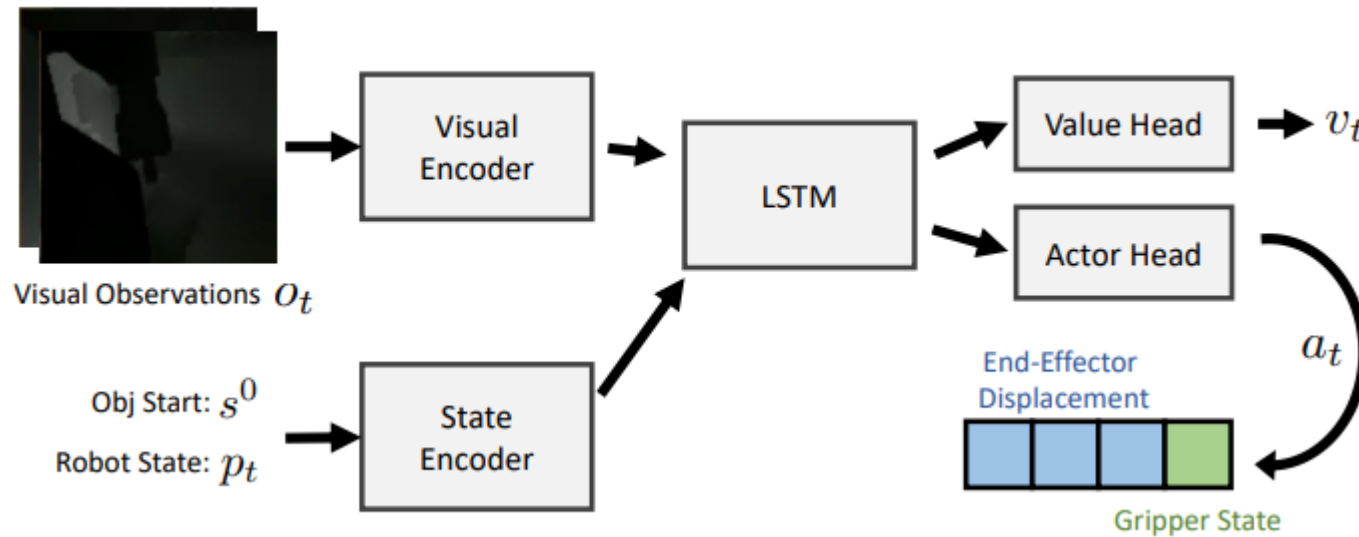 Visual
Encoder
Visual Observations o_t
Obj Start: s^0
Robot State: p_t
State
Encoder
LSTM
Value Head
v_t
Actor Head
a_t
End-Effector
Displacement
Gripper State